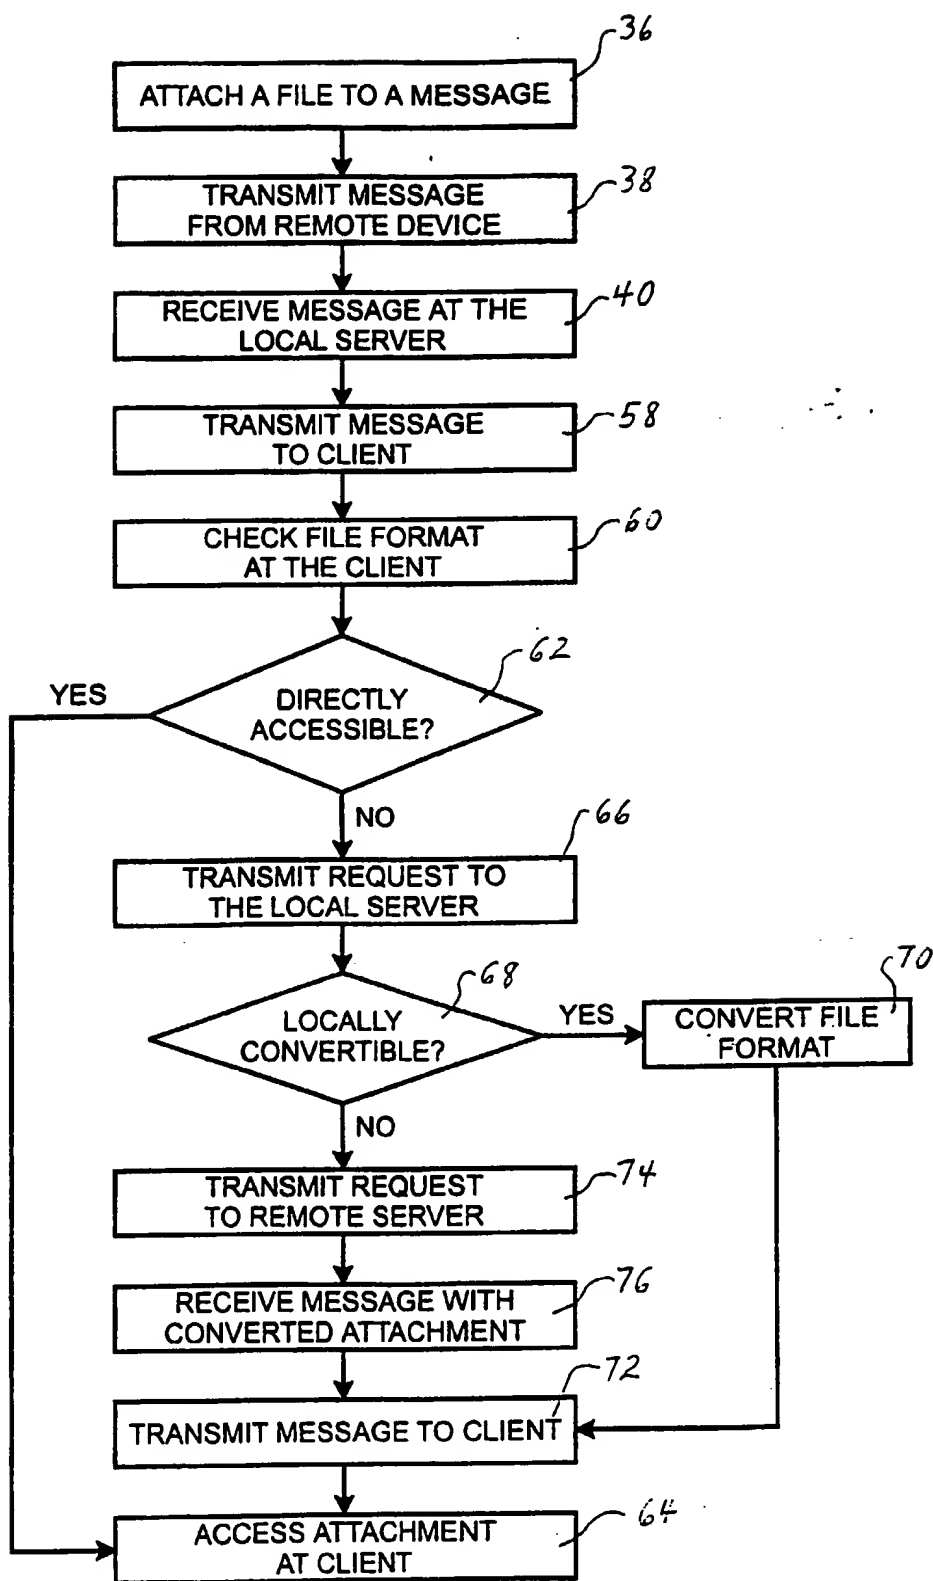 36
ATTACH A FILE TO A MESSAGE
38
TRANSMIT MESSAGE
FROM REMOTE DEVICE
40
RECEIVE MESSAGE AT THE
LOCAL SERVER
58
TRANSMIT MESSAGE
TO CLIENT
60
CHECK FILE FORMAT
AT THE CLIENT
62
YES
DIRECTLY
ACCESSIBLE?
NO
66
TRANSMIT REQUEST TO
THE LOCAL SERVER
68
LOCALLY
CONVERTIBLE?
YES
70
CONVERT FILE
FORMAT
NO
74
TRANSMIT REQUEST
TO REMOTE SERVER
76
RECEIVE MESSAGE WITH
CONVERTED ATTACHMENT
72
TRANSMIT MESSAGE TO CLIENT
64
ACCESS ATTACHMENT
AT CLIENT